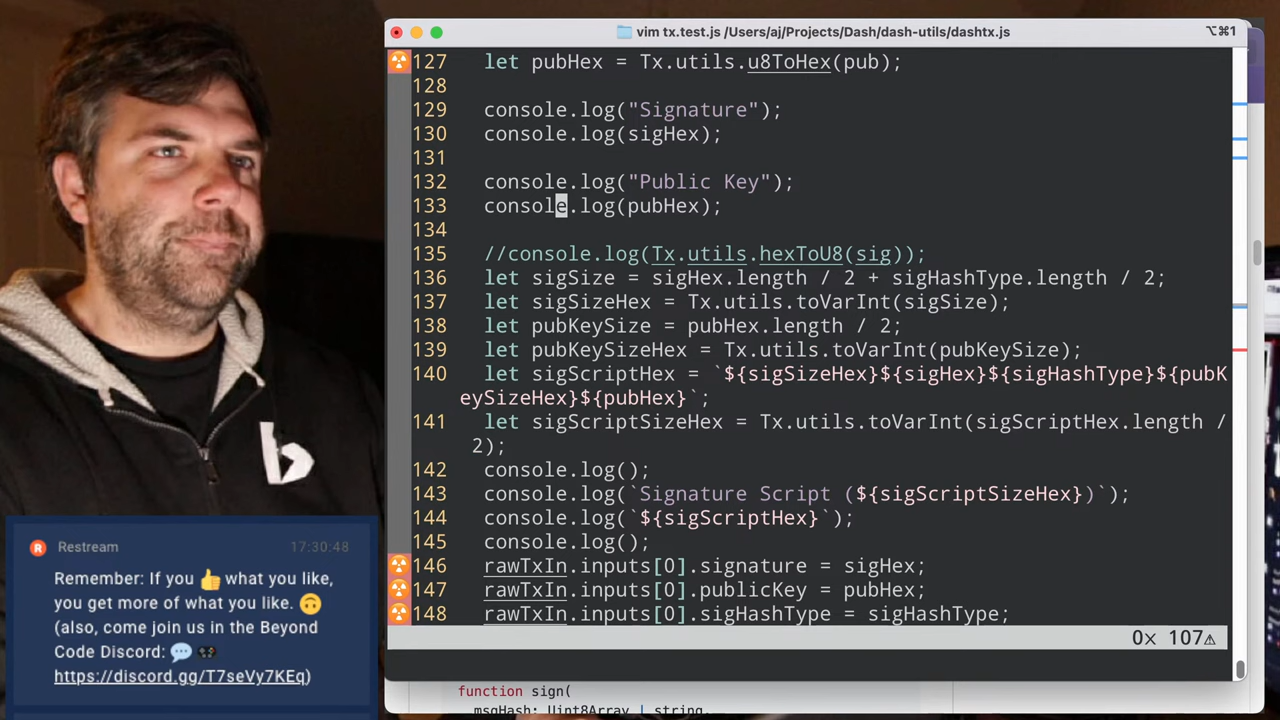 vim tx.test.js /Users/aj/Projects/Dash/dash-utils/dashtx.js
⌥⌘1
127 let pubHex = Tx.utils.u8ToHex(pub);
128
129 console.log("Signature");
130 console.log(sigHex);
131
132 console.log("Public Key");
133 console.log(pubHex);
134
135 //console.log(Tx.utils.hexToU8(sig));
136 let sigSize = sigHex.length / 2 + sigHashType.length / 2;
137 let sigSizeHex = Tx.utils.toVarInt(sigSize);
138 let pubKeySize = pubHex.length / 2;
139 let pubKeySizeHex = Tx.utils.toVarInt(pubKeySize);
140 let sigScriptHex = `${sigSizeHex}${sigHex}${sigHashType}${pubK
eySizeHex}${pubHex}`;
141 let sigScriptSizeHex = Tx.utils.toVarInt(sigScriptHex.length /
2);
142 console.log();
143 console.log(`Signature Script (${sigScriptSizeHex})`);
144 console.log(`${sigScriptHex}`);
145 console.log();
146 rawTxIn.inputs[0].signature = sigHex;
147 rawTxIn.inputs[0].publicKey = pubHex;
148 rawTxIn.inputs[0].sigHashType = sigHashType;
0x 107⚠
function sign(
msgHash: Uint8Array | string,
Restream 17:30:48
Remember: If you 👍 what you like,
you get more of what you like. 🙃
(also, come join us in the Beyond
Code Discord: 💬 🎮
https://discord.gg/T7seVy7KEq)